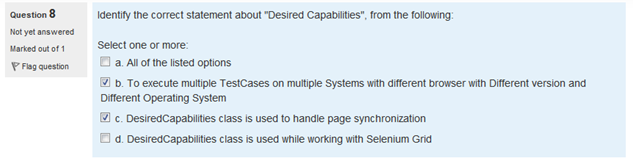 Question 8
Not yet answered
Marked out of 1
Flag question
Identify the correct statement about "Desired Capabilities", from the following:
Select one or more:
a. All of the listed options
b. To execute multiple TestCases on multiple Systems with different browser with Different version and
Different Operating System
c. DesiredCapabilities class is used to handle page synchronization
d. DesiredCapabilities class is used while working with Selenium Grid